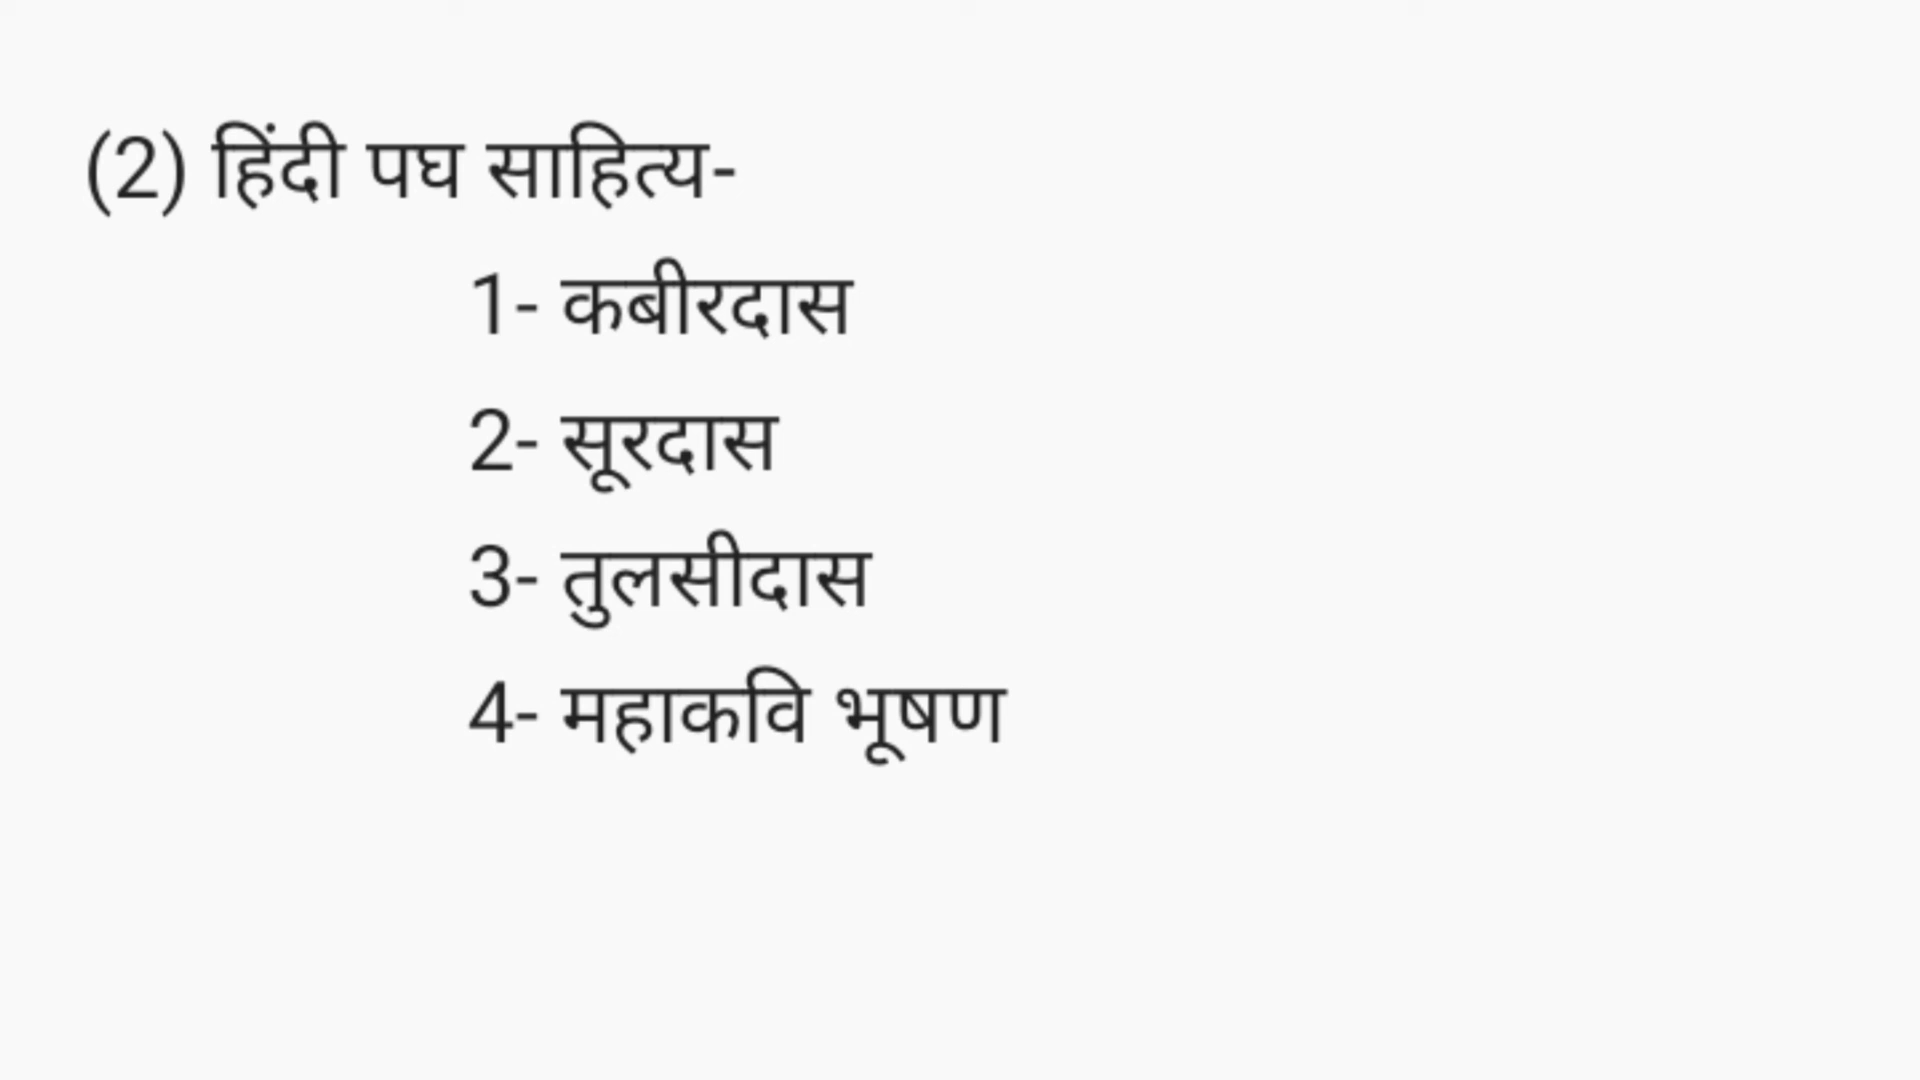 (2) हिंदी पघ साहित्य-
1- कबीरदास
2- सूरदास
3- तुलसीदास
4- महाकवि भूषण